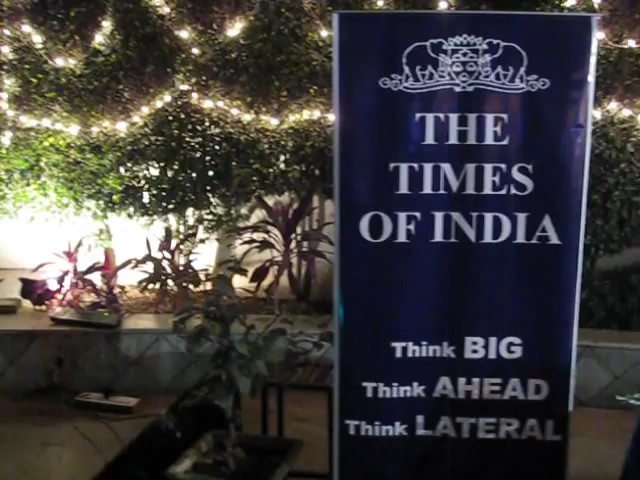 THE
TIMES
OF INDIA
Think BIG
Think AHEAD
Think LATERAL